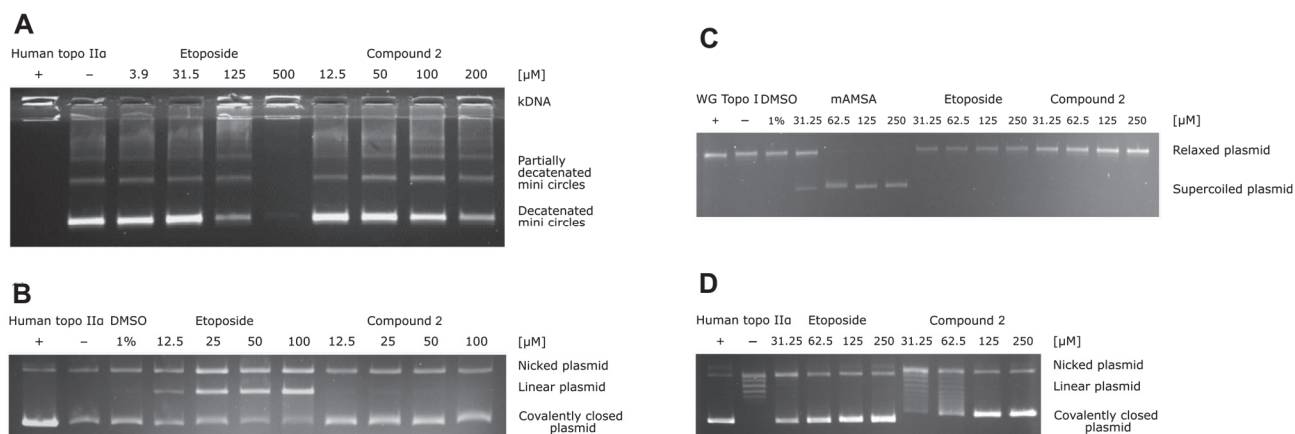 A
Human topo IIα Etoposide Compound 2
+ – 3.9 31.5 125 500 12.5 50 100 200 [µM]
kDNA
Partially
decatenated
mini circles
Decatenated
mini circles
B
Human topo IIα DMSO Etoposide Compound 2
+ – 1% 12.5 25 50 100 12.5 25 50 100 [µM]
Nicked plasmid
Linear plasmid
Covalently closed
plasmid
C
WG Topo I DMSO mAMSA Etoposide Compound 2
+ – 1% 31.25 62.5 125 250 31.25 62.5 125 250 31.25 62.5 125 250 [µM]
Relaxed plasmid
Supercoiled plasmid
D
Human topo IIα Etoposide Compound 2
+ – 31.25 62.5 125 250 31.25 62.5 125 250 [µM]
Nicked plasmid
Linear plasmid
Covalently closed
plasmid